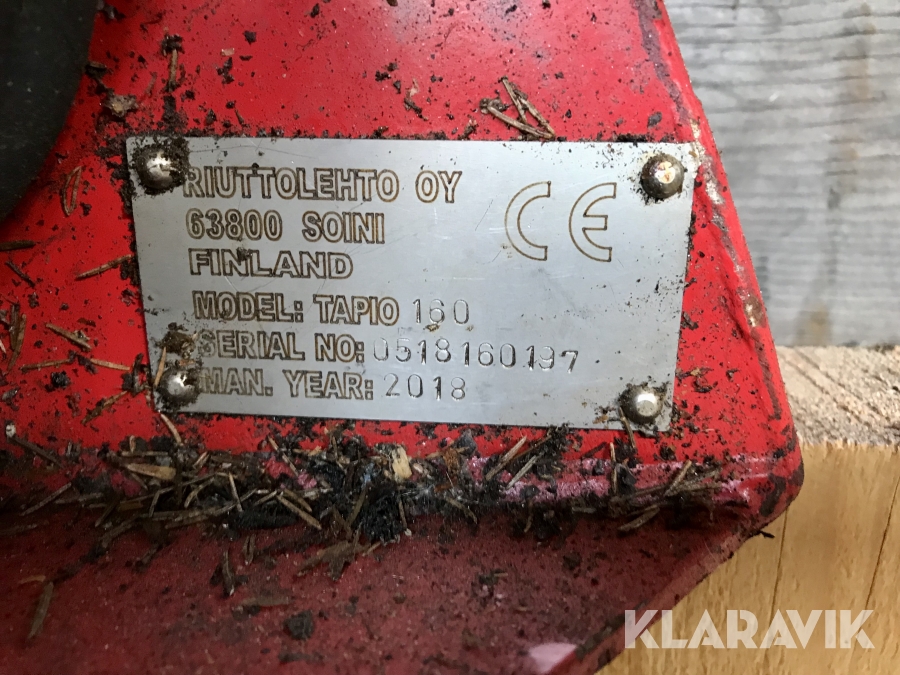 RIUTTOLEHTO OY
63800 SOINI
FINLAND
CE
MODEL: TAPIO 160
SERIAL NO: 0518160197
MAN. YEAR: 2018
KLARAVIK